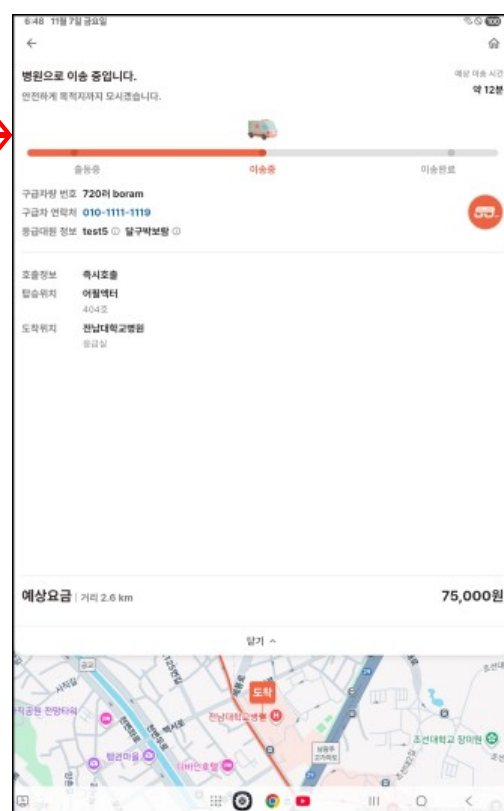 6:48 11월 7일 금요일
100
병원으로 이송 중입니다.
예상 이송 시간
안전하게 목적지까지 모시겠습니다.
약 12분
출동중
이송중
이송완료
구급차량 번호 720러 boram
구급차 연락처 010-1111-1119
응급대원 정보 test5 달구박보람
호출정보 즉시호출
탑승위치 어필엑터
404호
도착위치 전남대학교병원
응급실
예상요금 거리 2.6 km
75,000원
닫기
도착
전남대학교병원
조선대학교 장미원